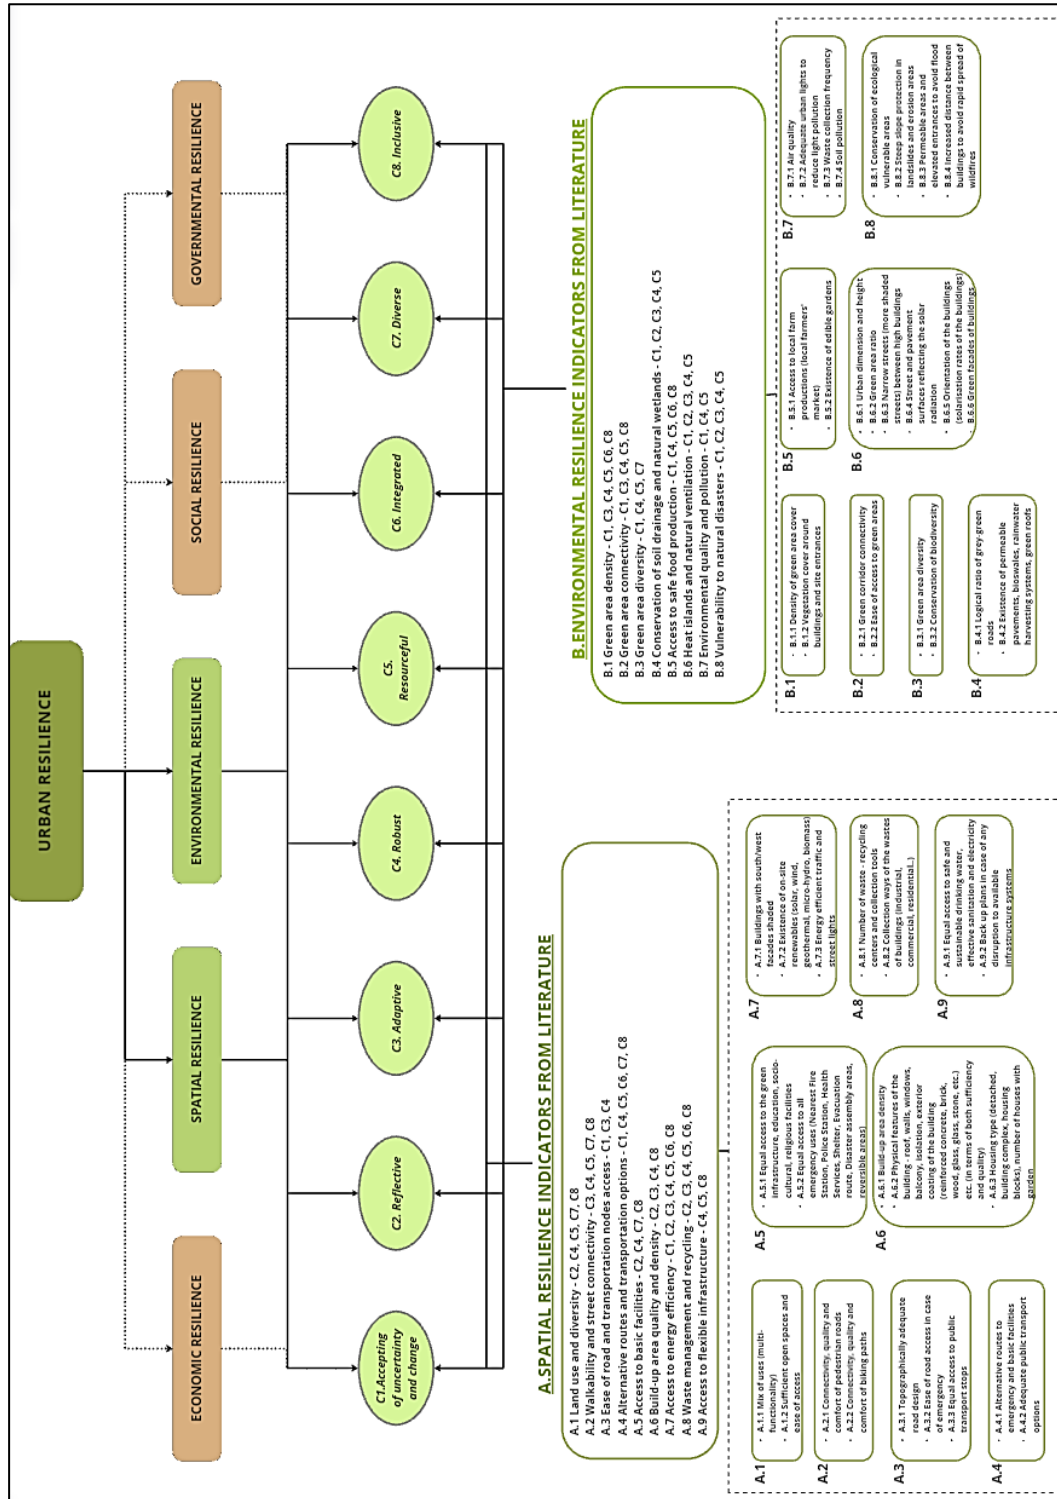 URBAN RESILIENCE
ECONOMIC RESILIENCE
SPATIAL RESILIENCE
ENVIRONMENTAL RESILIENCE
SOCIAL RESILIENCE
GOVERNMENTAL RESILIENCE
C1.Accepting
of uncertainty
and change
C2. Reflective
C3. Adaptive
C4. Robust
C5.
Resourceful
C6. Integrated
C7. Diverse
C8. Inclusive
A.SPATIAL RESILIENCE INDICATORS FROM LITERATURE
A.1 Land use and diversity - C2, C4, C5, C7, C8
A.2 Walkability and street connectivity - C3, C4, C5, C7, C8
A.3 Ease of road and transportation nodes access - C1, C3, C4
A.4 Alternative routes and transportation options - C1, C4, C5, C6, C7, C8
A.5 Access to basic facilities - C2, C4, C7, C8
A.6 Build-up area quality and density - C2, C3, C4, C8
A.7 Access to energy efficiency - C1, C2, C3, C4, C5, C6, C8
A.8 Waste management and recycling - C2, C3, C4, C5, C6, C8
A.9 Access to flexible infrastructure - C4, C5, C8
B.ENVIRONMENTAL RESILIENCE INDICATORS FROM LITERATURE
B.1 Green area density - C1, C3, C4, C5, C6, C8
B.2 Green area connectivity - C1, C3, C4, C5, C8
B.3 Green area diversity - C1, C4, C5, C7
B.4 Conservation of soil drainage and natural wetlands - C1, C2, C3, C4, C5
B.5 Access to safe food production - C1, C4, C5, C6, C8
B.6 Heat islands and natural ventilation - C1, C2, C3, C4, C5
B.7 Environmental quality and pollution - C1, C4, C5
B.8 Vulnerability to natural disasters - C1, C2, C3, C4, C5
A.1
• A.1.1 Mix of uses (multi-
functionality)
• A.1.2 Sufficient open spaces and
ease of access
A.2
• A.2.1 Connectivity, quality and
comfort of pedestrian roads
• A.2.2 Connectivity, quality and
comfort of biking paths
A.3
• A.3.1 Topographically adequate
road design
• A.3.2 Ease of road access in case
of emergency
• A.3.3 Equal access to public
transport stops
A.4
• A.4.1 Alternative routes to
emergency and basic facilities
• A.4.2 Adequate public transport
options
A.5
• A.5.1 Equal access to the green
infrastructure, education, socio-
cultural, religious facilities
• A.5.2 Equal access to all
emergency uses (Nearest Fire
Station, Police Station, Health
Services, Shelter, Evacuation
route, Disaster assembly areas,
reversible areas)
A.6
• A.6.1 Build-up area density
• A.6.2 Physical features of the
building - roof, walls, windows,
balcony, isolation, exterior
coating of the building
(reinforced concrete, brick,
wood, glass, stone, etc.)
etc. (in terms of both sufficiency
and quality)
• A.6.3 Housing type (detached,
building complex, housing
blocks), number of houses with
garden
A.7
• A.7.1 Buildings with south/west
facades shaded
• A.7.2 Existence of on-site
renewables (solar, wind,
geothermal, micro-hydro, biomass)
• A.7.3 Energy efficient traffic and
street lights
A.8
• A.8.1 Number of waste - recycling
centers and collection tools
• A.8.2 Collection ways of the wastes
of buildings (industrial,
commercial, residential..)
A.9
• A.9.1 Equal access to safe and
sustainable drinking water,
effective sanitation and electricity
• A.9.2 Back up plans in case of any
disruption to available
infrastructure systems
B.1
• B.1.1 Density of green area cover
• B.1.2 Vegetation cover around
buildings and site entrances
B.2
• B.2.1 Green corridor connectivity
• B.2.2 Ease of access to green areas
B.3
• B.3.1 Green area diversity
• B.3.2 Conservation of biodiversity
B.4
• B.4.1 Logical ratio of grey-green
roads
• B.4.2 Existence of permeable
pavements, bioswales, rainwater
harvesting systems, green roofs
B.5
• B.5.1 Access to local farm
productions (local farmers'
market)
• B.5.2 Existence of edible gardens
B.6
• B.6.1 Urban dimension and height
• B.6.2 Green area ratio
• B.6.3 Narrow streets (more shaded
streets) between high buildings
• B.6.4 Street and pavement
surfaces reflecting the solar
radiation
• B.6.5 Orientation of the buildings
(solarisation rates of the buildings)
• B.6.6 Green facades of buildings
B.7
• B.7.1 Air quality
• B.7.2 Adequate urban lights to
reduce light pollution
• B.7.3 Waste collection frequency
• B.7.4 Soil pollution
B.8
• B.8.1 Conservation of ecological
vulnerable areas
• B.8.2 Steep slope protection in
landslides and erosion areas
• B.8.3 Permeable areas and
elevated entrances to avoid flood
• B.8.4 Increased distance between
buildings to avoid rapid spread of
wildfires